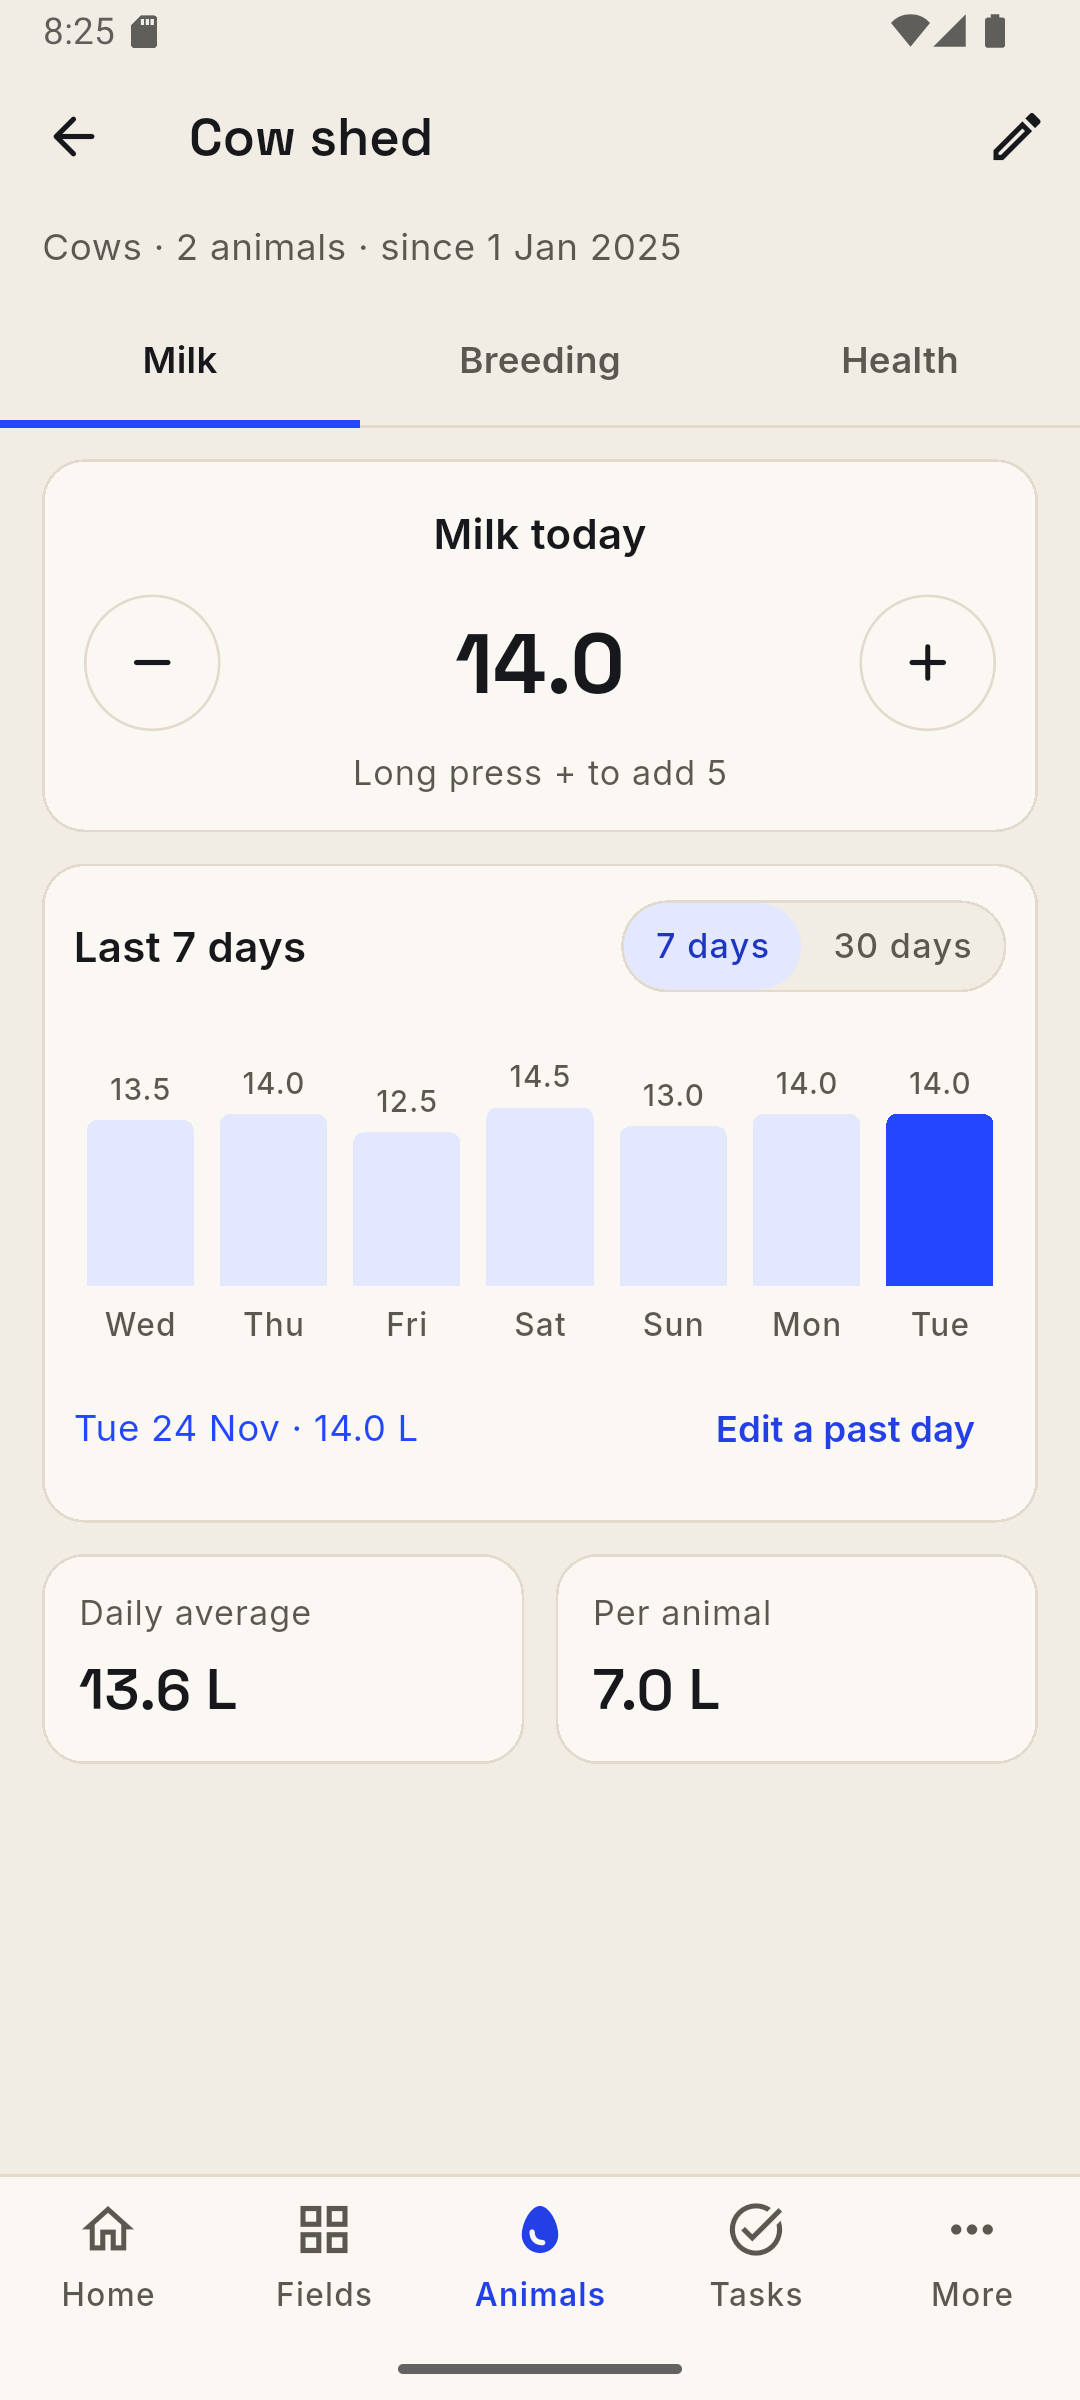 8:25
Cow shed
Cows · 2 animals · since 1 Jan 2025
Milk Breeding Health
Milk today
14.0
Long press + to add 5
Last 7 days 7 days 30 days
13.5 14.0 12.5 14.5 13.0 14.0 14.0
Wed Thu Fri Sat Sun Mon Tue
Tue 24 Nov · 14.0 L Edit a past day
Daily average Per animal
13.6 L 7.0 L
Home Fields Animals Tasks More